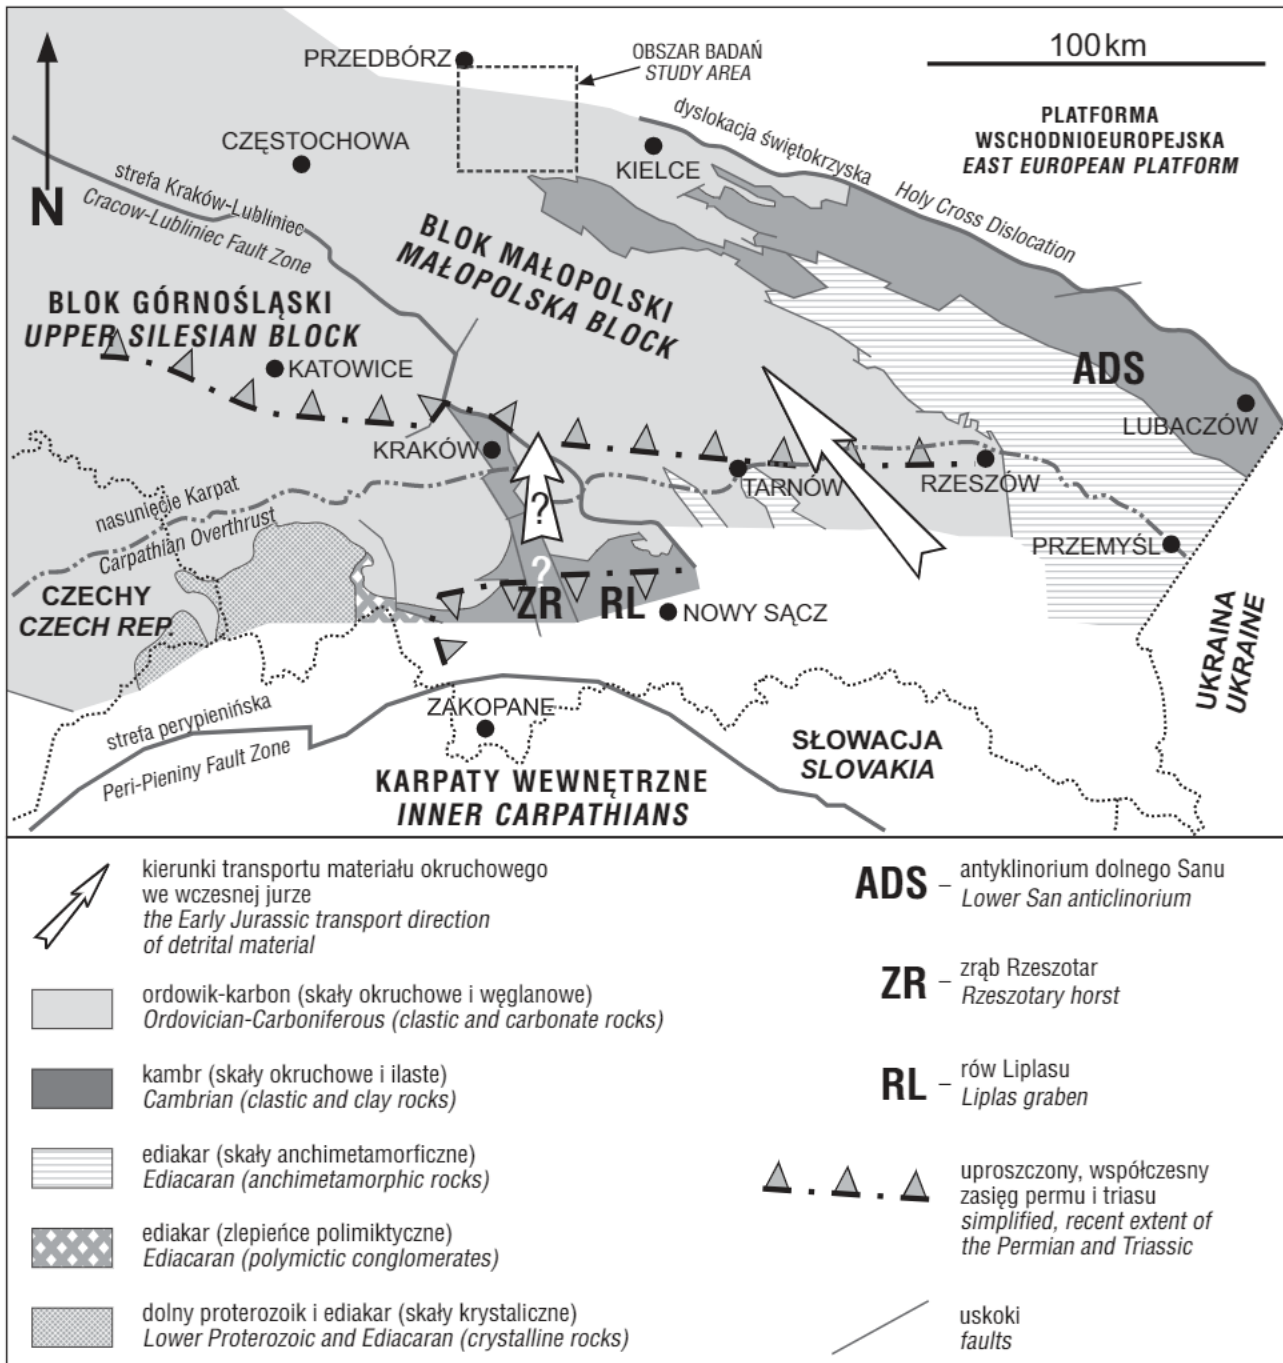 PRZEDBÓRZ
OBSZAR BADAŃ
STUDY AREA
100 km
PLATFORMA
WSCHODNIOEUROPEJSKA
EAST EUROPEAN PLATFORM
CZĘSTOCHOWA
KIELCE
dyslokacja świętokrzyska
Holy Cross Dislocation
N
strefa Kraków-Lubliniec
Cracow-Lubliniec Fault Zone
BLOK MAŁOPOLSKI
MAŁOPOLSKA BLOCK
BLOK GÓRNOŚLĄSKI
UPPER SILESIAN BLOCK
KATOWICE
ADS
LUBACZÓW
KRAKÓW
TARNÓW
RZESZÓW
nasunięcie Karpat
Carpathian Overthrust
?
?
PRZEMYŚL
CZECHY
CZECH REP.
ZR
RL
NOWY SĄCZ
UKRAINA
UKRAINE
strefa perypienińska
Peri-Pieniny Fault Zone
ZAKOPANE
SŁOWACJA
SLOVAKIA
KARPATY WEWNĘTRZNE
INNER CARPATHIANS
kierunki transportu materiału okruchowego
we wczesnej jurze
the Early Jurassic transport direction
of detrital material
ordowik-karbon (skały okruchowe i węglanowe)
Ordovician-Carboniferous (clastic and carbonate rocks)
kambr (skały okruchowe i ilaste)
Cambrian (clastic and clay rocks)
ediakar (skały anchimetamorficzne)
Ediacaran (anchimetamorphic rocks)
ediakar (zlepieńce polimiktyczne)
Ediacaran (polymictic conglomerates)
dolny proterozoik i ediakar (skały krystaliczne)
Lower Proterozoic and Ediacaran (crystalline rocks)
ADS – antyklinorium dolnego Sanu
Lower San anticlinorium
ZR – zrąb Rzeszotar
Rzeszotary horst
RL – rów Liplasu
Liplas graben
uproszczony, współczesny
zasięg permu i triasu
simplified, recent extent of
the Permian and Triassic
uskoki
faults